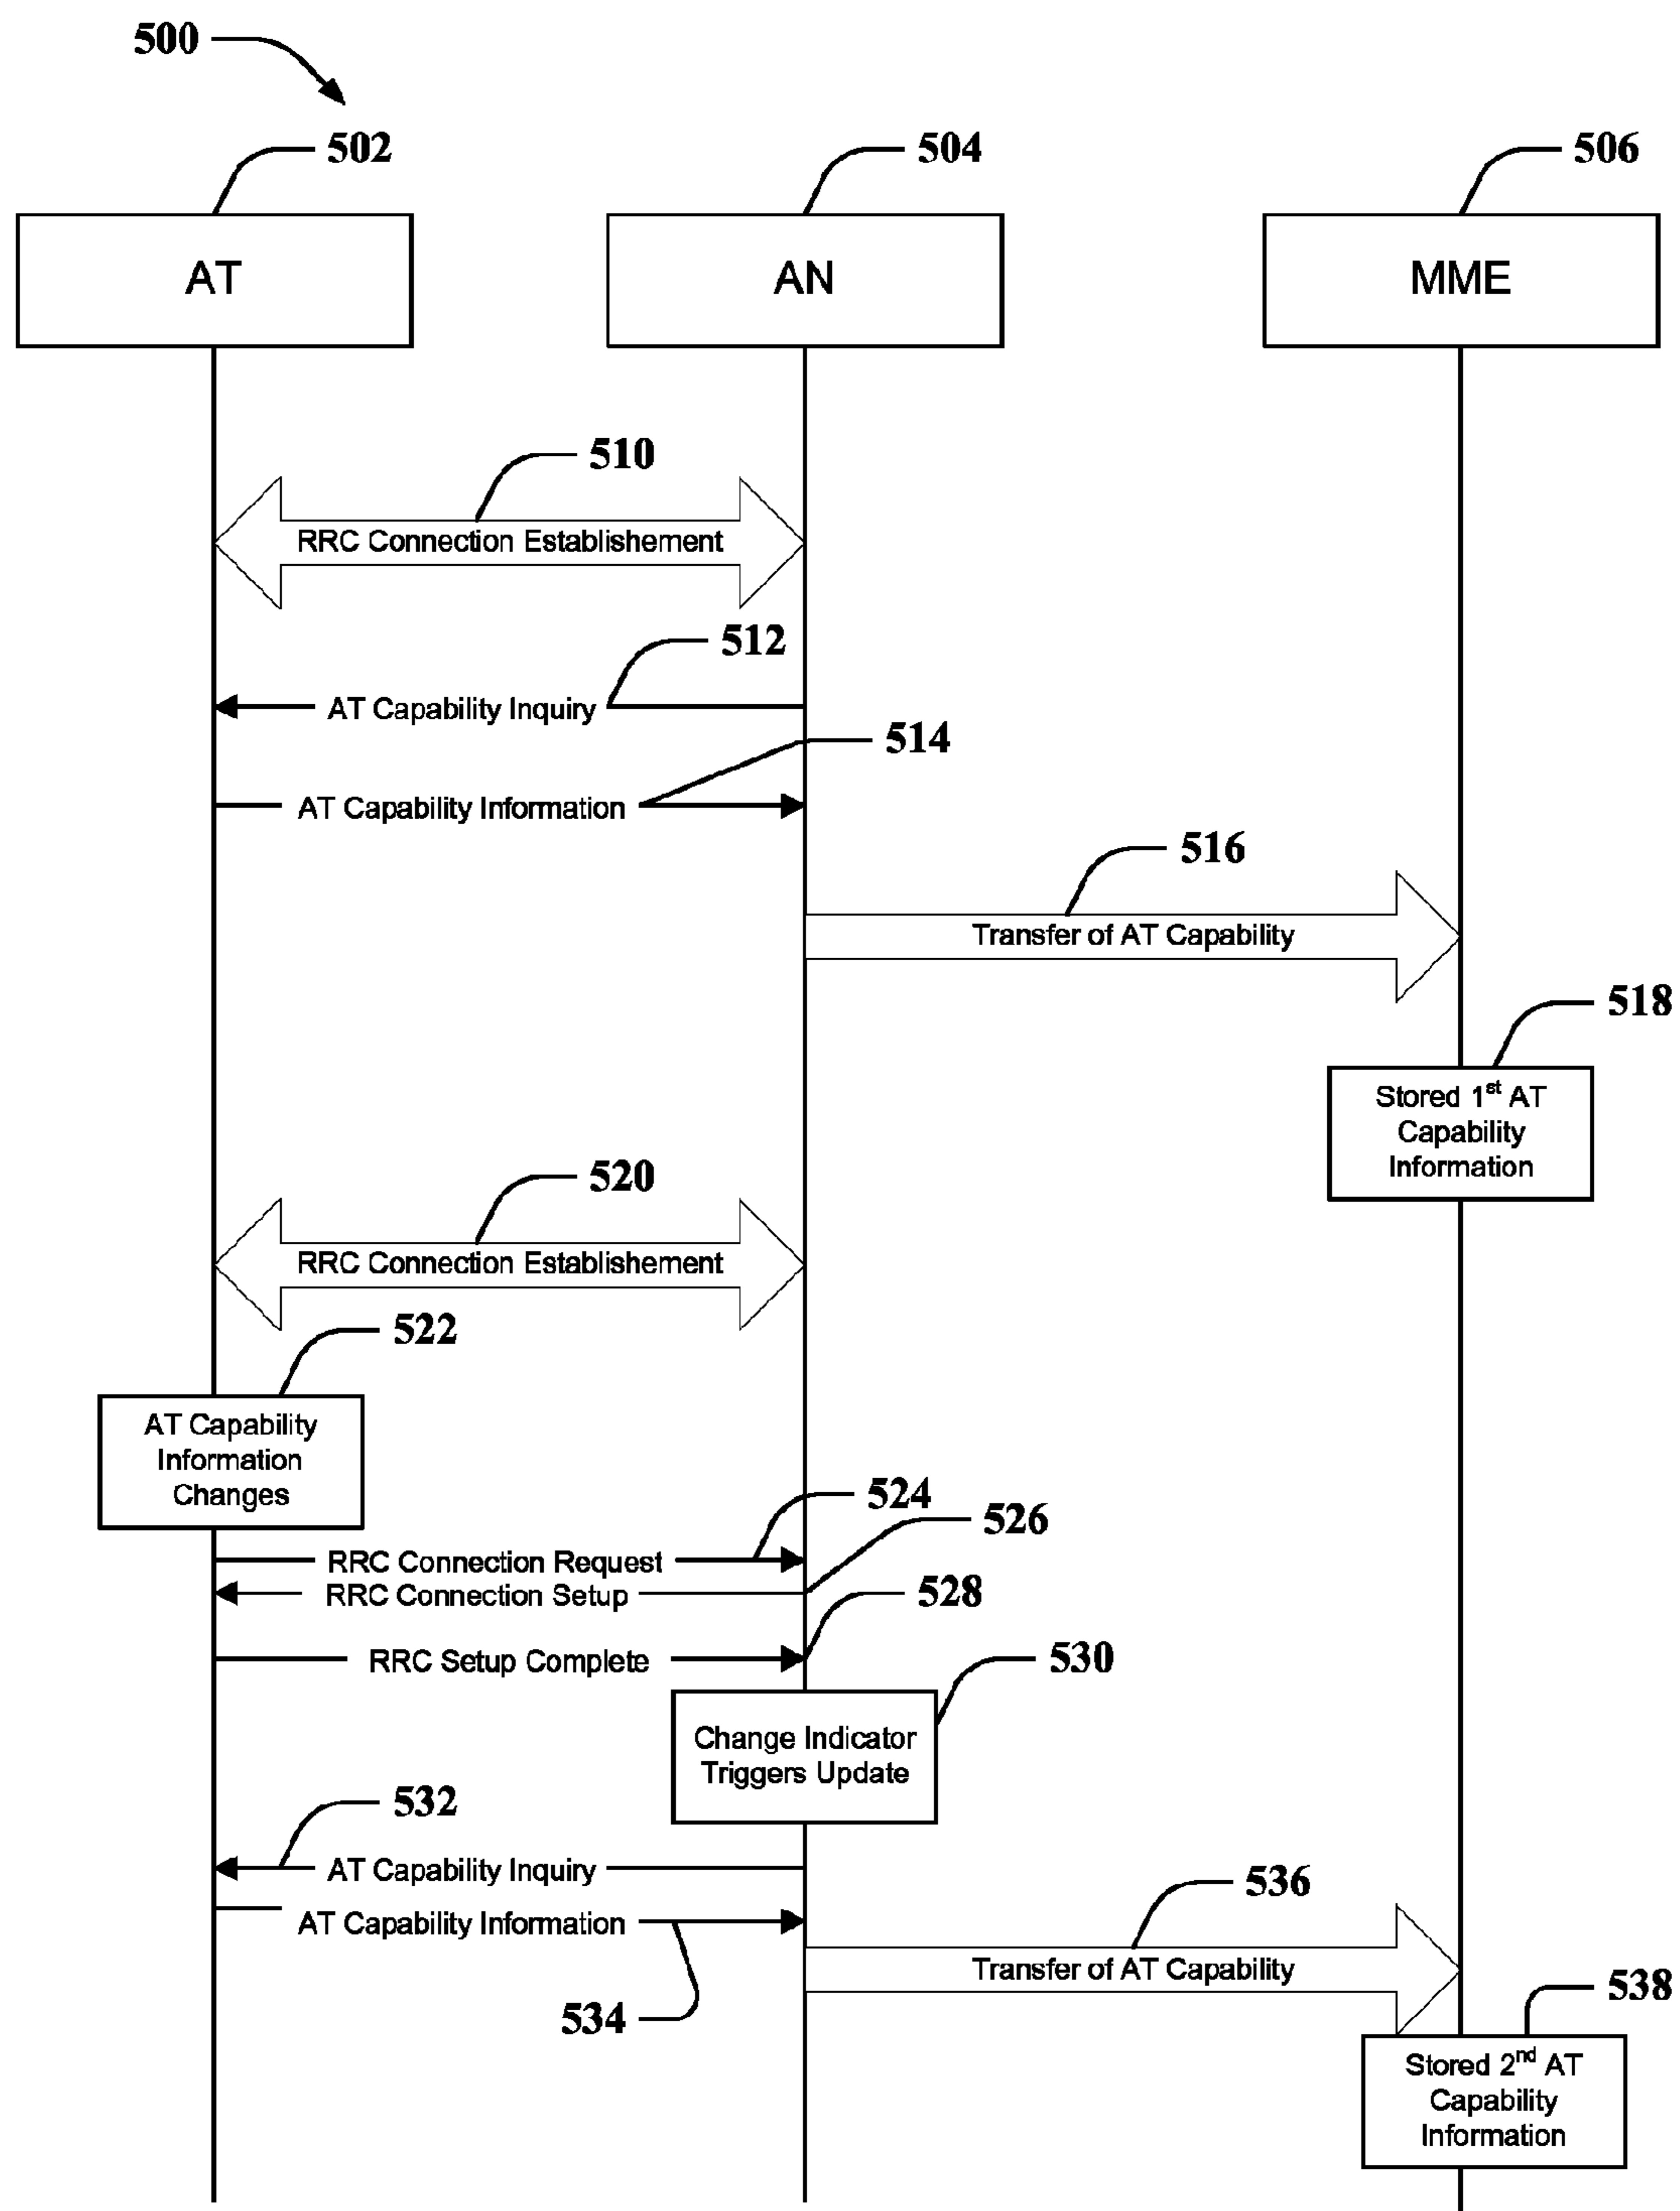 500
502
504
506
AT
AN
MME
510
RRC Connection Establishement
512
AT Capability Inquiry
514
AT Capability Information
516
Transfer of AT Capability
518
Stored 1st AT
Capability
Information
520
RRC Connection Establishement
522
AT Capability
Information
Changes
524
RRC Connection Request
526
RRC Connection Setup
528
RRC Setup Complete
530
Change Indicator
Triggers Update
532
AT Capability Inquiry
534
AT Capability Information
536
Transfer of AT Capability
538
Stored 2nd AT
Capability
Information